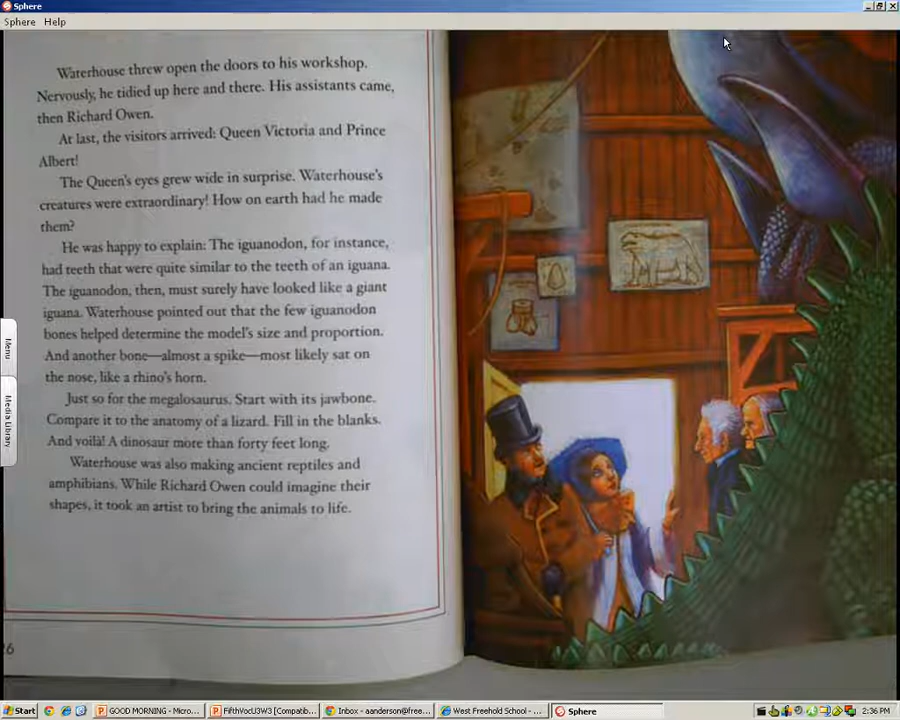 Sphere
Sphere Help
Waterhouse threw open the doors to his workshop.
Nervously, he tidied up here and there. His assistants came,
then Richard Owen.
At last, the visitors arrived: Queen Victoria and Prince
Albert!
The Queen's eyes grew wide in surprise. Waterhouse's
creatures were extraordinary! How on earth had he made
them?
He was happy to explain: The iguanodon, for instance,
had teeth that were quite similar to the teeth of an iguana.
The iguanodon, then, must surely have looked like a giant
iguana. Waterhouse pointed out that the few iguanodon
bones helped determine the model's size and proportion.
And another bone—almost a spike—most likely sat on
the nose, like a rhino's horn.
Just so for the megalosaurus. Start with its jawbone.
Compare it to the anatomy of a lizard. Fill in the blanks.
And voilà! A dinosaur more than forty feet long.
Waterhouse was also making ancient reptiles and
amphibians. While Richard Owen could imagine their
shapes, it took an artist to bring the animals to life.
26
Menu
Media Library
Start
GOOD MORNING - Micro...
FifthVocU3W3 [Compatib...
Inbox - aanderson@free...
West Freehold School - ...
Sphere
2:36 PM